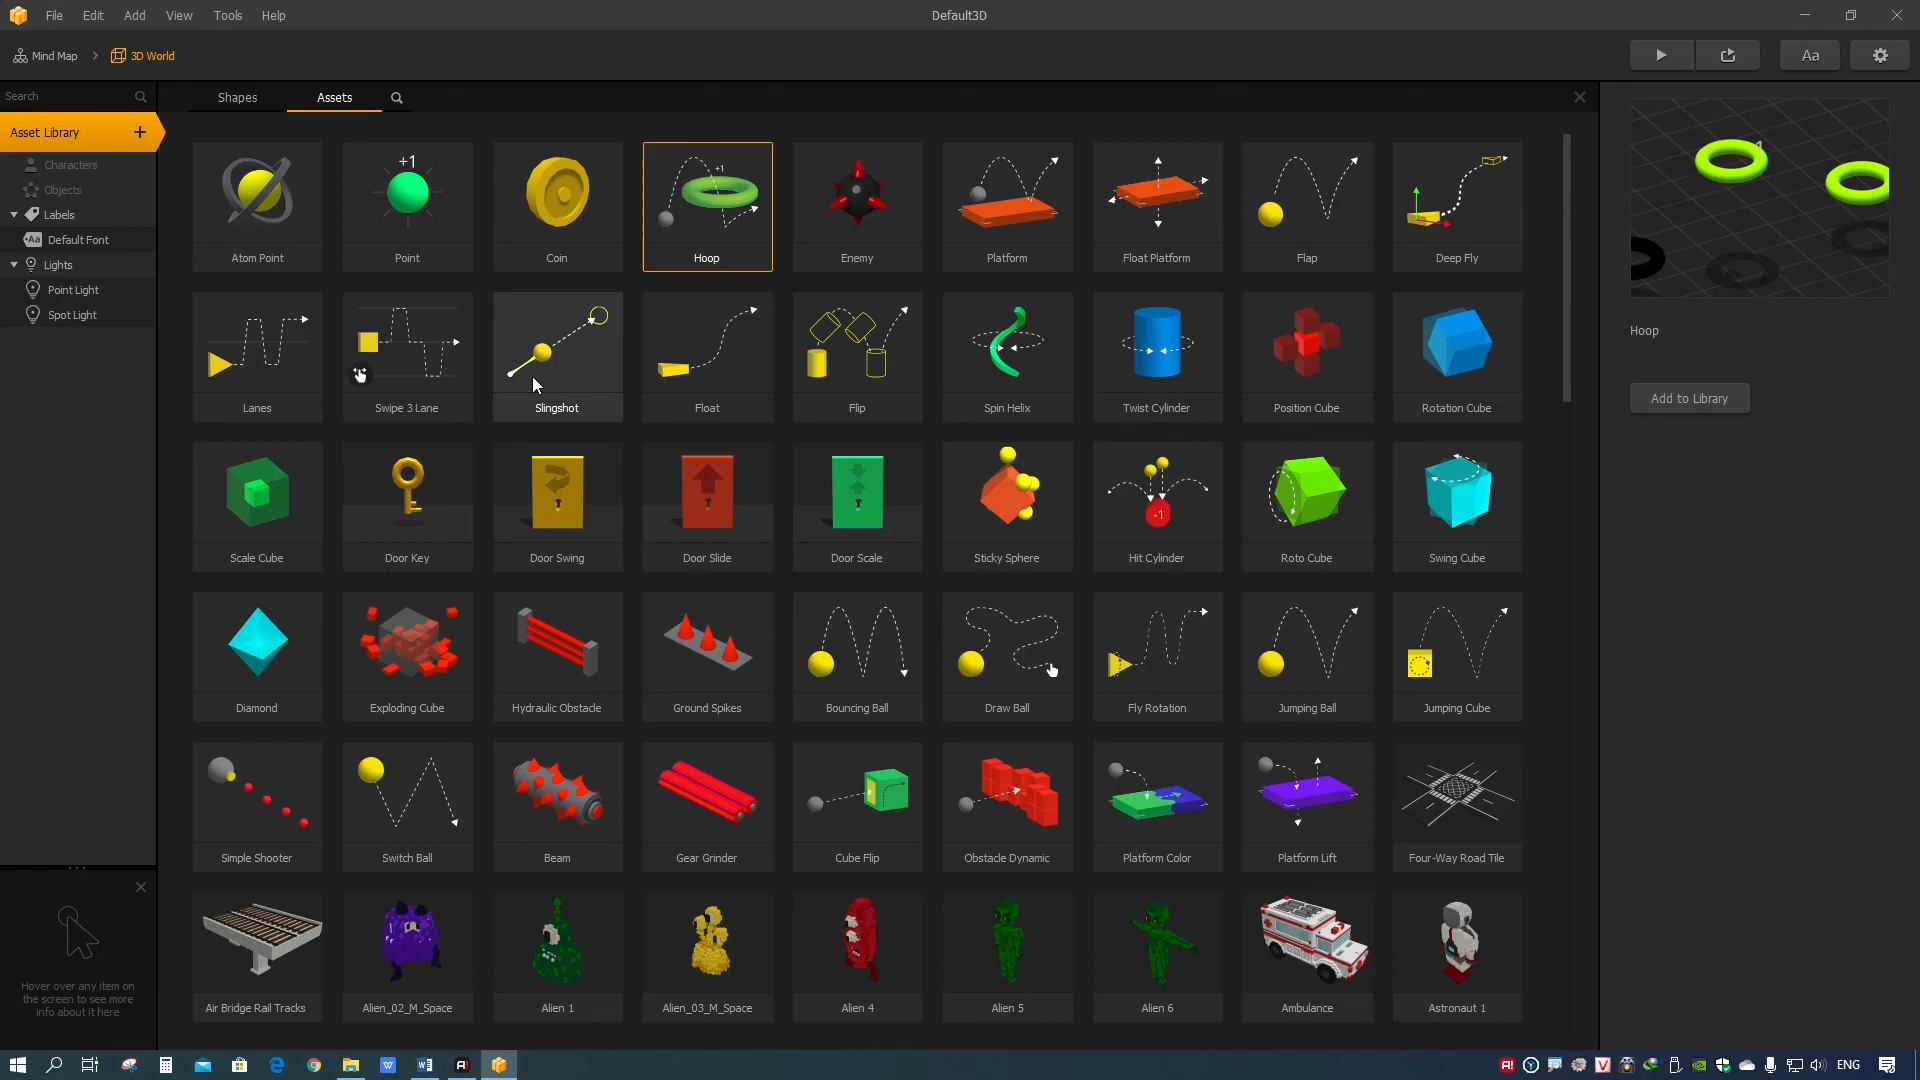 File Edit Add View Tools Help
Default3D
Mind Map
3D World
Aa
Search
Shapes
Assets
Asset Library
Characters
Objects
Labels
Aa Default Font
Lights
Point Light
Spot Light
+1
+1
Atom Point
Point
Coin
Hoop
Enemy
Platform
Float Platform
Flap
Deep Fly
Lanes
Swipe 3 Lane
Slingshot
Float
Flip
Spin Helix
Twist Cylinder
Position Cube
Rotation Cube
-1
Scale Cube
Door Key
Door Swing
Door Slide
Door Scale
Sticky Sphere
Hit Cylinder
Roto Cube
Swing Cube
Diamond
Exploding Cube
Hydraulic Obstacle
Ground Spikes
Bouncing Ball
Draw Ball
Fly Rotation
Jumping Ball
Jumping Cube
Simple Shooter
Switch Ball
Beam
Gear Grinder
Cube Flip
Obstacle Dynamic
Platform Color
Platform Lift
Four-Way Road Tile
Air Bridge Rail Tracks
Alien_02_M_Space
Alien 1
Alien_03_M_Space
Alien 4
Alien 5
Alien 6
Ambulance
Astronaut 1
Hoop
Add to Library
Hover over any item on
the screen to see more
info about it here
ENG